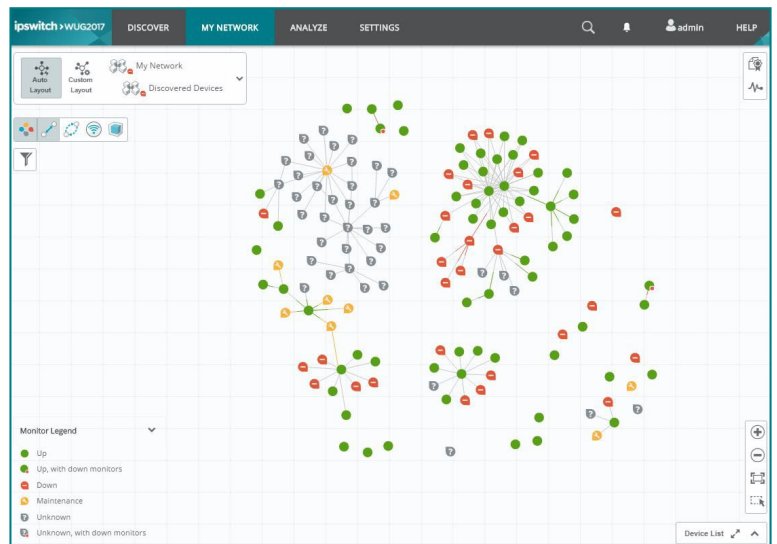 ipswitch > WUG2017 DISCOVER MY NETWORK ANALYZE SETTINGS admin HELP
Auto Layout
Custom Layout
My Network
Discovered Devices
Monitor Legend
Up
Up, with down monitors
Down
Maintenance
Unknown
Unknown, with down monitors
Device List